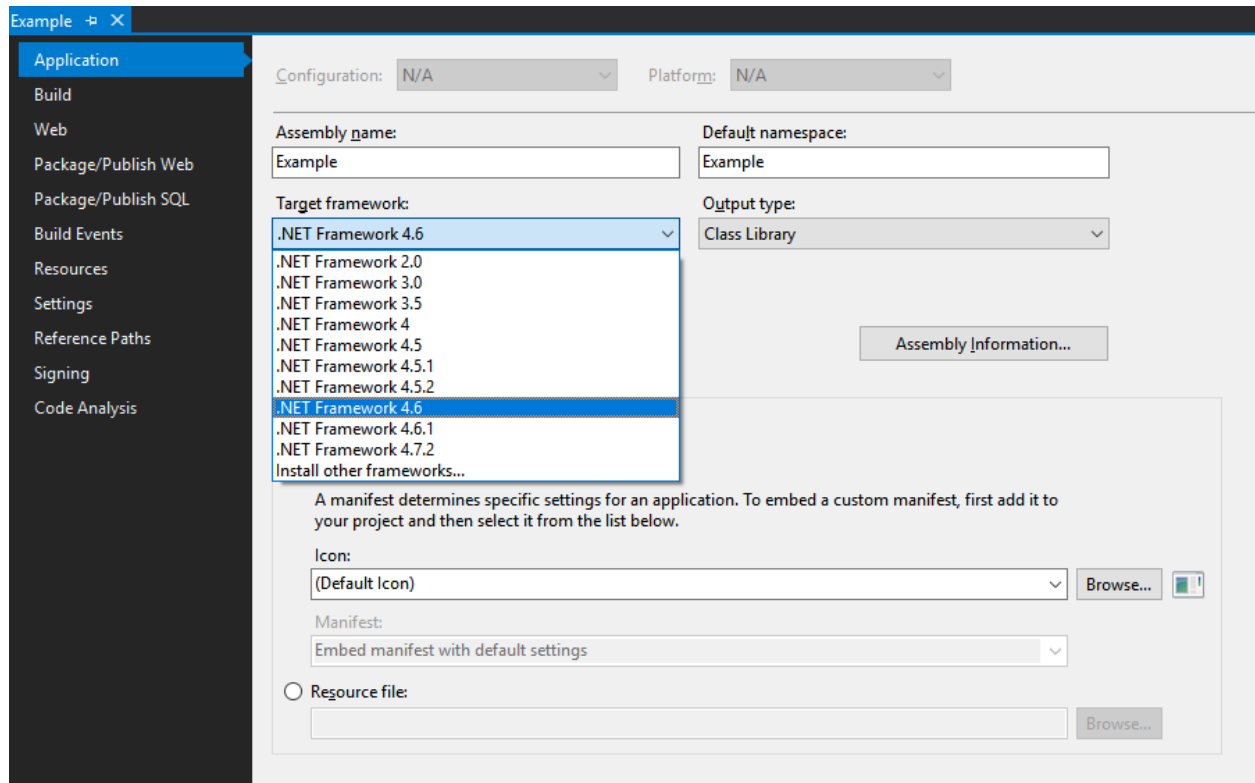 Example
Application
Build
Web
Package/Publish Web
Package/Publish SQL
Build Events
Resources
Settings
Reference Paths
Signing
Code Analysis
Configuration: N/A Platform: N/A
Assembly name: Default namespace:
Example Example
Target framework: Output type:
.NET Framework 4.6 Class Library
.NET Framework 2.0
.NET Framework 3.0
.NET Framework 3.5
.NET Framework 4
.NET Framework 4.5
.NET Framework 4.5.1
.NET Framework 4.5.2
.NET Framework 4.6
.NET Framework 4.6.1
.NET Framework 4.7.2
Install other frameworks...
Assembly Information...
A manifest determines specific settings for an application. To embed a custom manifest, first add it to
your project and then select it from the list below.
Icon:
(Default Icon) Browse...
Manifest:
Embed manifest with default settings
Resource file:
Browse...